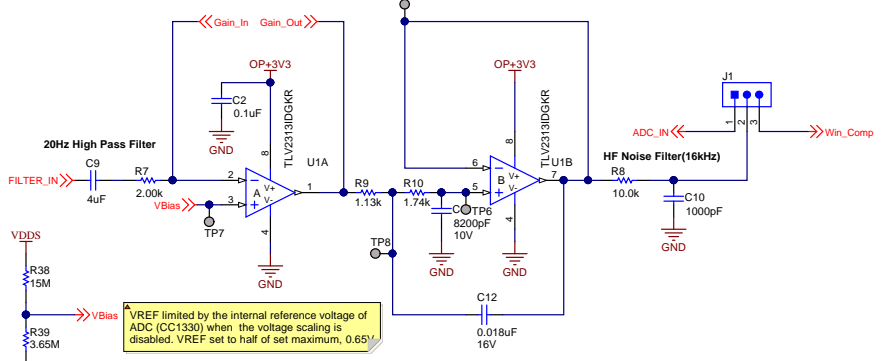 Gain_In Gain_Out
OP+3V3
OP+3V3
J1
C2
0.1uF
GND
TLV2313IDGKR
TLV2313IDGKR
1 2 3
ADC_IN
Win_Comp
20Hz High Pass Filter
HF Noise Filter(16kHz)
FILTER_IN
C9
4uF
R7
2.00k
8
2
3
A
V+
V-
1
4
U1A
VBias
TP7
GND
R9
1.13k
R10
1.74k
C
8200pF
10V
TP6
GND
8
6
5
B
V+
V-
7
4
U1B
GND
R8
10.0k
C10
1000pF
GND
TP8
C12
0.018uF
16V
VDDS
R38
15M
VBias
R39
3.65M
VREF limited by the internal reference voltage of
ADC (CC1330) when the voltage scaling is
disabled. VREF set to half of set maximum, 0.65V